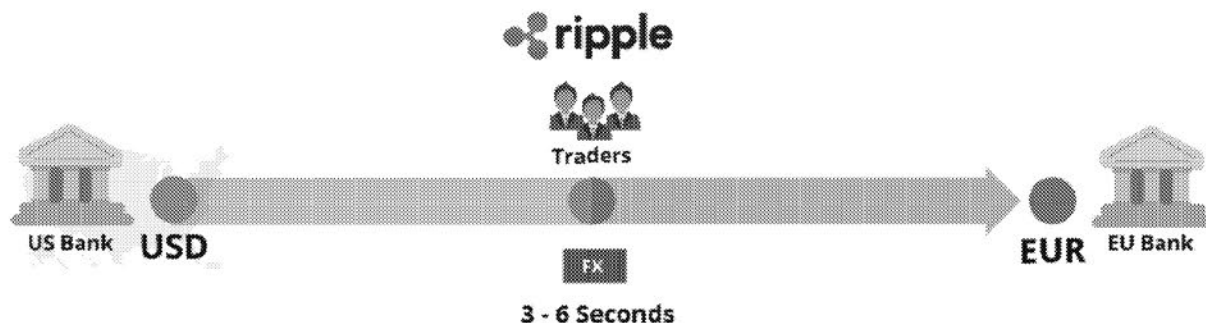 ripple
Traders
US Bank
USD
EUR
EU Bank
FX
3 - 6 Seconds